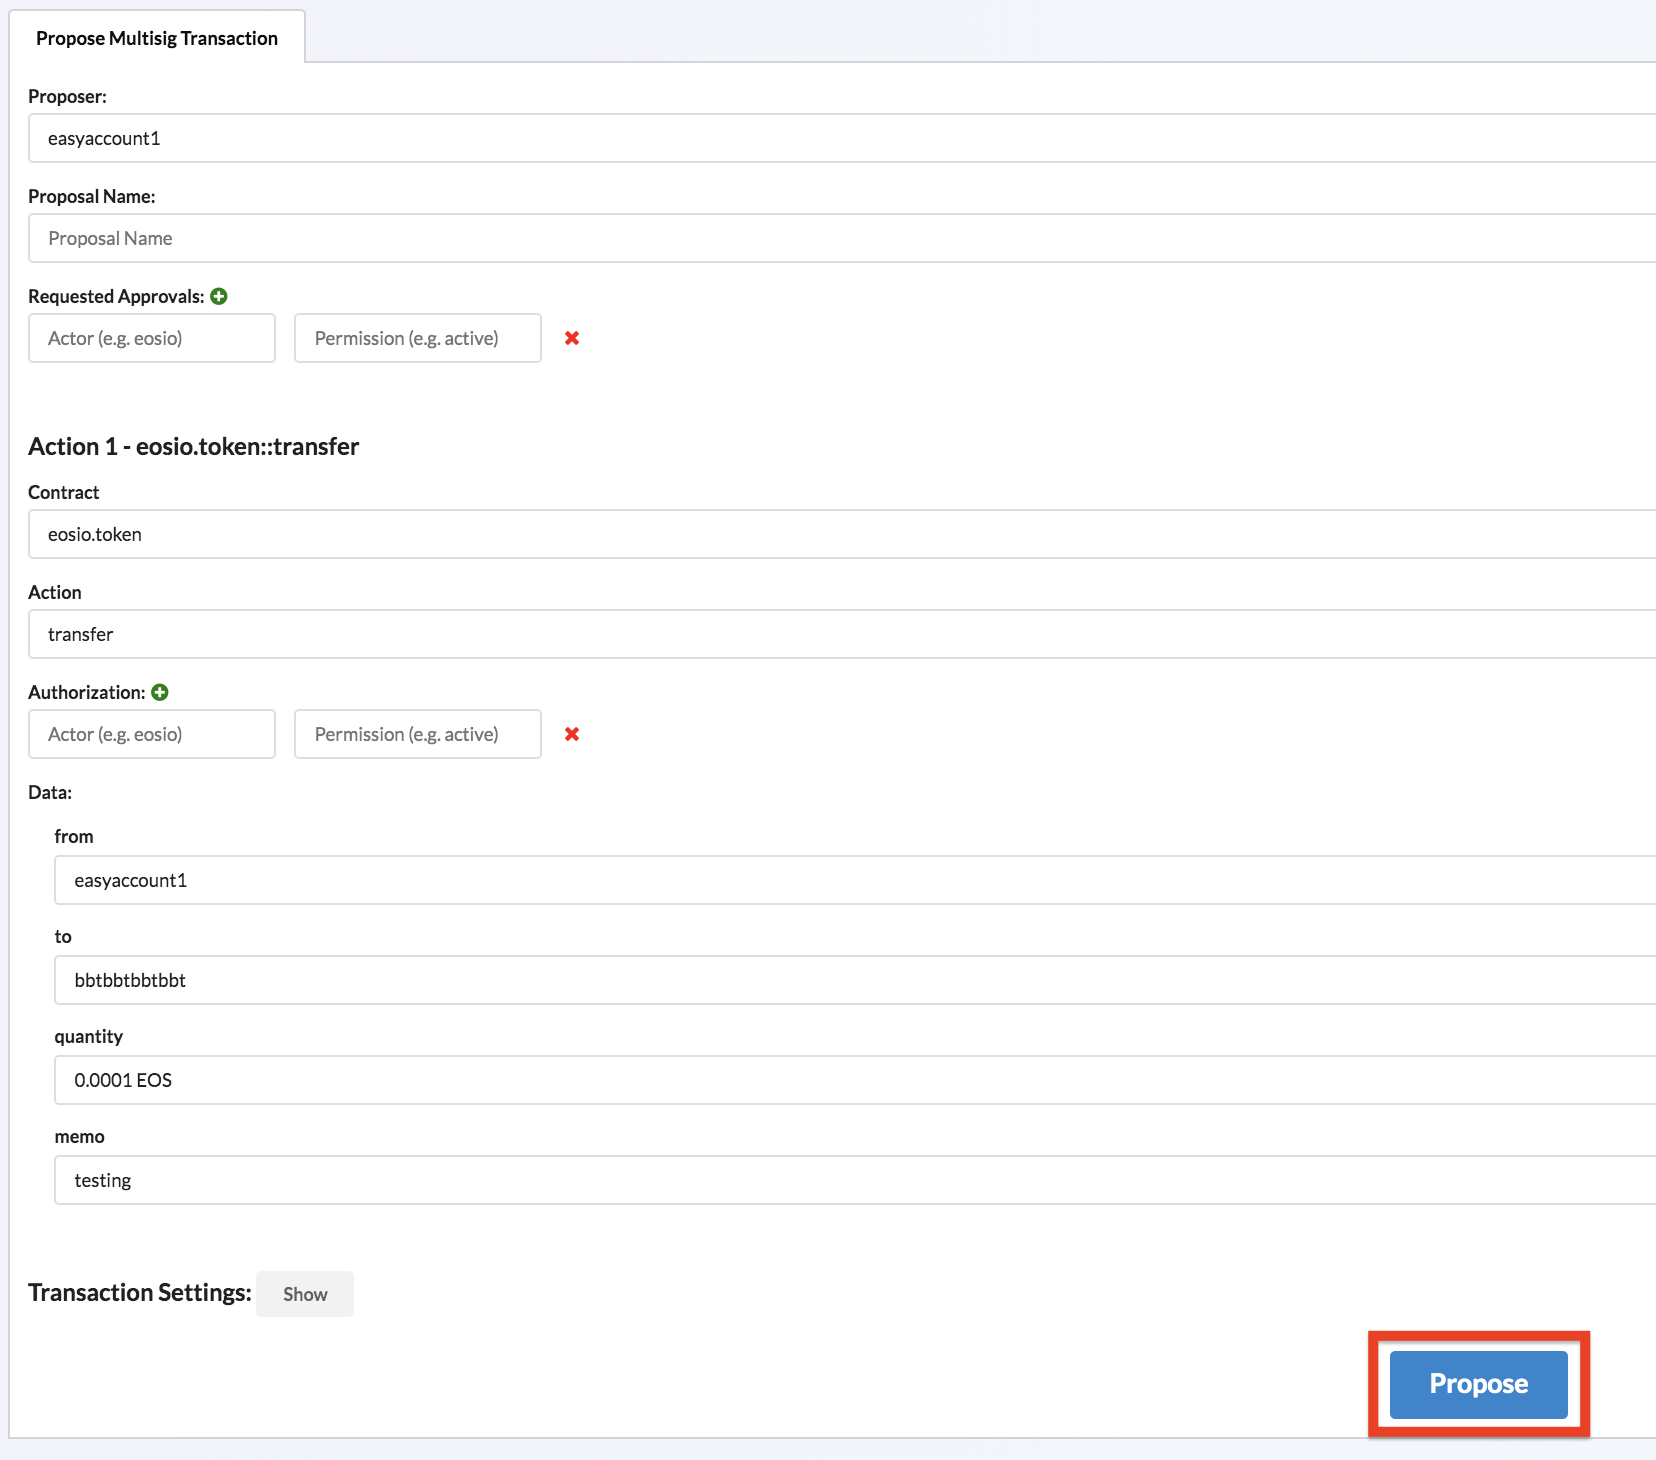 Propose Multisig Transaction
Proposer:
easyaccount1
Proposal Name:
Proposal Name
Requested Approvals:
Actor (e.g. eosio) Permission (e.g. active)
Action 1 - eosio.token::transfer
Contract
eosio.token
Action
transfer
Authorization:
Actor (e.g. eosio) Permission (e.g. active)
Data:
from
easyaccount1
to
bbtbbtbbtbbt
quantity
0.0001 EOS
memo
testing
Transaction Settings: Show
Propose